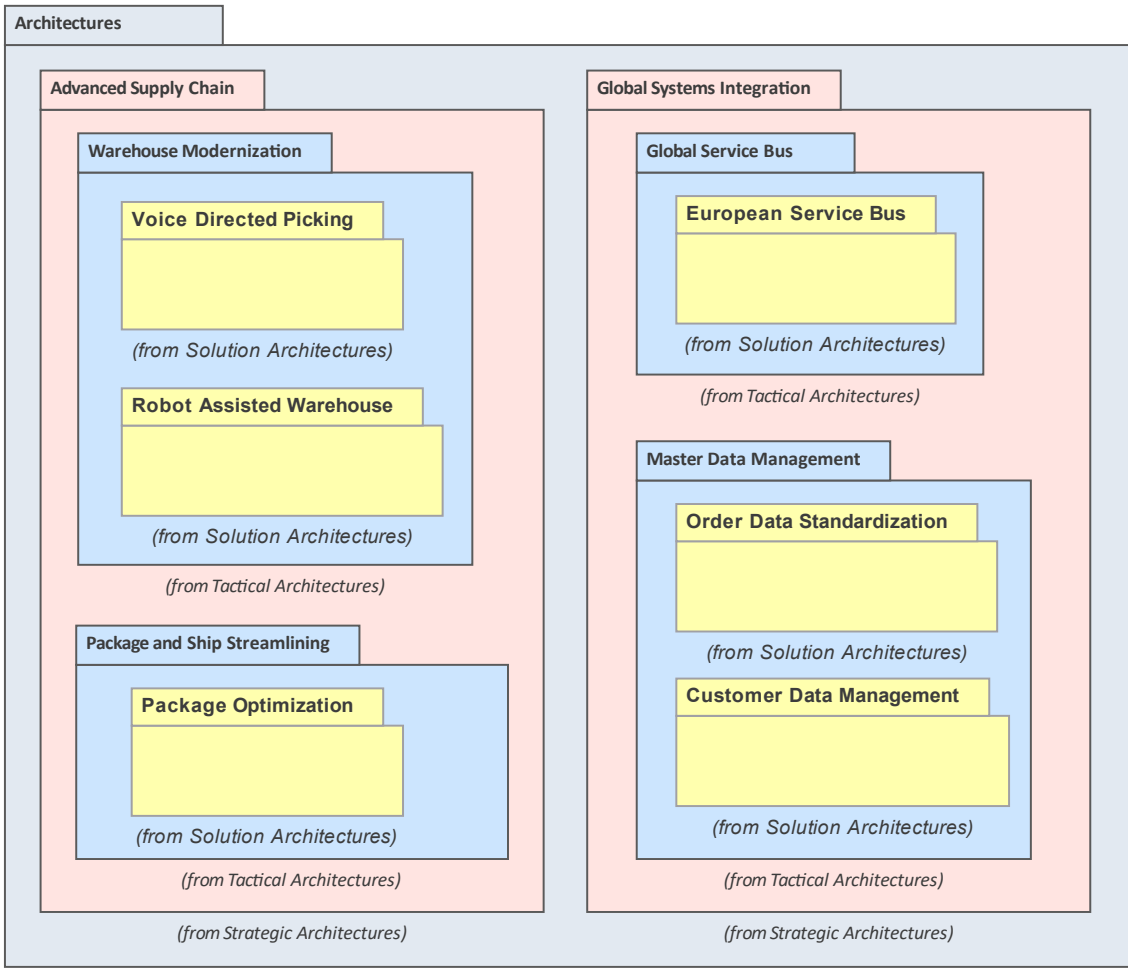 Architectures
Advanced Supply Chain
Warehouse Modernization
Voice Directed Picking
(from Solution Architectures)
Robot Assisted Warehouse
(from Solution Architectures)
(from Tactical Architectures)
Package and Ship Streamlining
Package Optimization
(from Solution Architectures)
(from Tactical Architectures)
(from Strategic Architectures)
Global Systems Integration
Global Service Bus
European Service Bus
(from Solution Architectures)
(from Tactical Architectures)
Master Data Management
Order Data Standardization
(from Solution Architectures)
Customer Data Management
(from Solution Architectures)
(from Tactical Architectures)
(from Strategic Architectures)